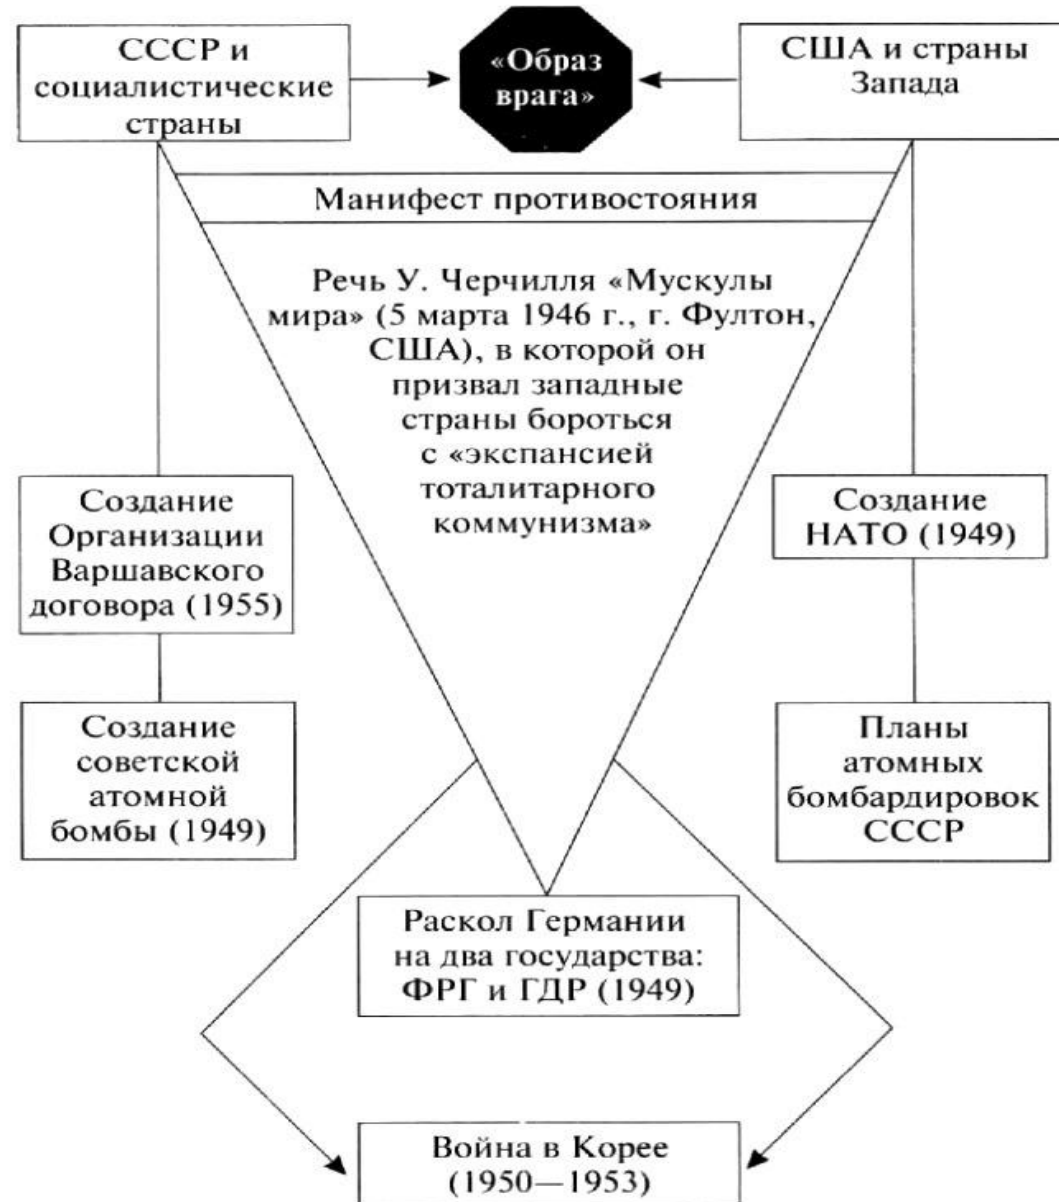 СССР и
социалистические
страны
«Образ
врага»
США и страны
Запада
Манифест противостояния
Речь У. Черчилля «Мускулы
мира» (5 марта 1946 г., г. Фултон,
США), в которой он
призвал западные
страны бороться
с «экспансией
тоталитарного
коммунизма»
Создание
Организации
Варшавского
договора (1955)
Создание
НАТО (1949)
Создание
советской
атомной
бомбы (1949)
Планы
атомных
бомбардировок
СССР
Раскол Германии
на два государства:
ФРГ и ГДР (1949)
Война в Корее
(1950—1953)